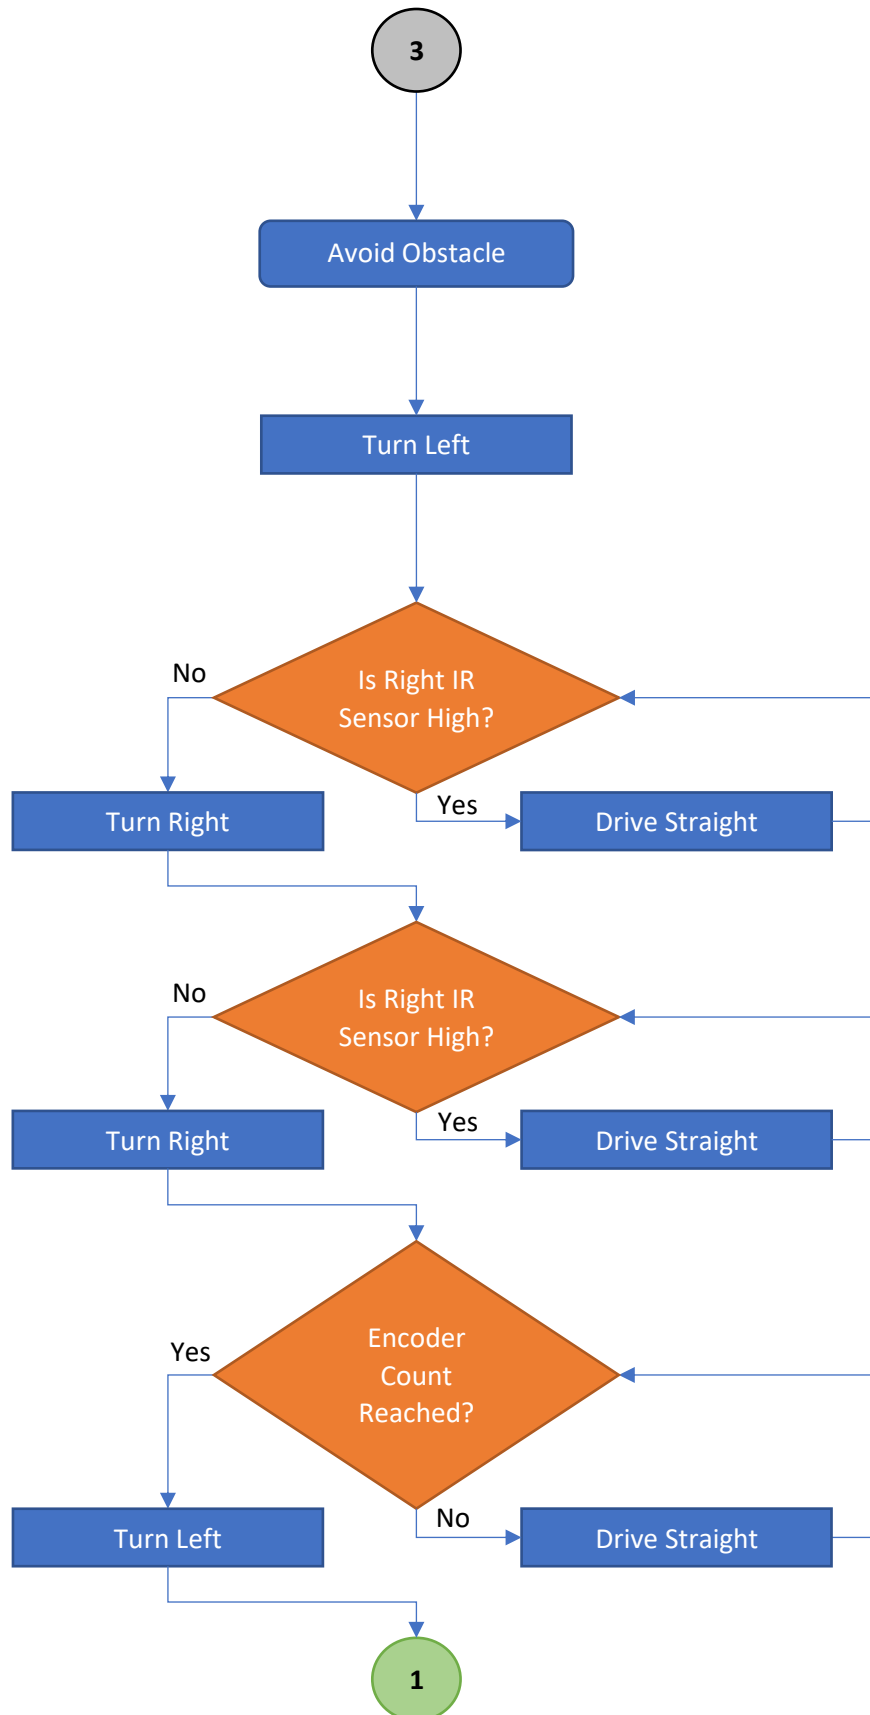 3
Avoid Obstacle
Turn Left
No
Is Right IR
Sensor High?
Yes
Turn Right
Drive Straight
No
Is Right IR
Sensor High?
Yes
Turn Right
Drive Straight
Yes
Encoder
Count
Reached?
No
Turn Left
Drive Straight
1